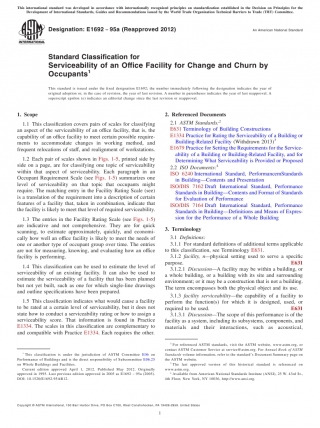 This international standard was developed in accordance with internationally recognized principles on standardization established in the Decision on Principles for the
Development of International Standards, Guides and Recommendations issued by the World Trade Organization Technical Barriers to Trade (TBT) Committee.
Designation: E1692 − 95a (Reapproved 2012)
An American National Standard
Standard Classification for
Serviceability of an Office Facility for Change and Churn by
Occupants1
This standard is issued under the fixed designation E1692; the number immediately following the designation indicates the year of
original adoption or, in the case of revision, the year of last revision. A number in parentheses indicates the year of last reapproval. A
superscript epsilon (´) indicates an editorial change since the last revision or reapproval.
1. Scope
1.1 This classification covers pairs of scales for classifying
an aspect of the serviceability of an office facility, that is, the
capability of an office facility to meet certain possible require-
ments to accommodate changes in working method, and
frequent relocations of staff, and realignment of workstations.
1.2 Each pair of scales shown in Figs. 1-5, printed side by
side on a page, are for classifying one topic of serviceability
within that aspect of serviceability. Each paragraph in an
Occupant Requirement Scale (see Figs. 1-5) summarizes one
level of serviceability on that topic that occupants might
require. The matching entry in the Facility Rating Scale (see)
is a translation of the requirement into a description of certain
features of a facility that, taken in combination, indicate that
the facility is likely to meet that level of required serviceability.
1.3 The entries in the Facility Rating Scale (see Figs. 1-5)
are indicative and not comprehensive. They are for quick
scanning, to estimate approximately, quickly, and economi-
cally how well an office facility is likely to meet the needs of
one or another type of occupant group over time. The entries
are not for measuring, knowing, and evaluating how an office
facility is performing.
1.4 This classification can be used to estimate the level of
serviceability of an existing facility. It can also be used to
estimate the serviceability of a facility that has been planned
but not yet built, such as one for which single-line drawings
and outline specifications have been prepared.
1.5 This classification indicates what would cause a facility
to be rated at a certain level of serviceability, but it does not
state how to conduct a serviceability rating or how to assign a
serviceability score. That information is found in Practice
E1334. The scales in this classification are complementary to
and compatible with Practice E1334. Each requires the other.
1 This classification is under the jurisdiction of ASTM Committee E06 on
Performance of Buildings and is the direct responsibility of Subcommittee E06.25
on Whole Buildings and Facilities.
Current edition approved April 1, 2012. Published May 2012. Originally
approved in 1995. Last previous edition approved in 2005 as E1692 – 95a (2005).
DOI: 10.1520/E1692-95AR12.
2. Referenced Documents
2.1 ASTM Standards:2
E631 Terminology of Building Constructions
E1334 Practice for Rating the Serviceability of a Building or
Building-Related Facility (Withdrawn 2013)3
E1679 Practice for Setting the Requirements for the Service-
ability of a Building or Building-Related Facility, and for
Determining What Serviceability is Provided or Proposed
2.2 ISO Documents:4
ISO 6240 International Standard, Performance Standards
in Building—Contents and Presentation
ISO/DIS 7162 Draft International Standard, Performance
Standards in Building—Contents and Format of Standards
for Evaluation of Performance
ISO/DIS 7164 Draft International Standard, Performance
Standards in Building—Definitions and Means of Expres-
sion for the Performance of a Whole Building
3. Terminology
3.1 Definitions:
3.1.1 For standard definitions of additional terms applicable
to this classification, see Terminology E631.
3.1.2 facility, n—physical setting used to serve a specific
purpose. E631
3.1.2.1 Discussion—A facility may be within a building, or
a whole building, or a building with its site and surrounding
environment; or it may be a construction that is not a building.
The term encompasses both the physical object and its use.
3.1.3 facility serviceability—the capability of a facility to
perform the function(s) for which it is designed, used, or
required to be used. E631
3.1.3.1 Discussion—The scope of this performance is of the
facility as a system, including its subsystems, components, and
materials and their interactions, such as acoustical,
2 For referenced ASTM standards, visit the ASTM website, www.astm.org, or
contact ASTM Customer Service at service@astm.org. For Annual Book of ASTM
Standards volume information, refer to the standard's Document Summary page on
the ASTM website.
3 The last approved version of this historical standard is referenced on
www.astm.org.
4 Available from American National Standards Institute (ANSI), 25 W. 43rd St.,
4th Floor, New York, NY 10036, http://www.ansi.org.
Copyright © ASTM International, 100 Barr Harbor Drive, PO Box C700, West Conshohocken, PA 19428-2959. United States
1